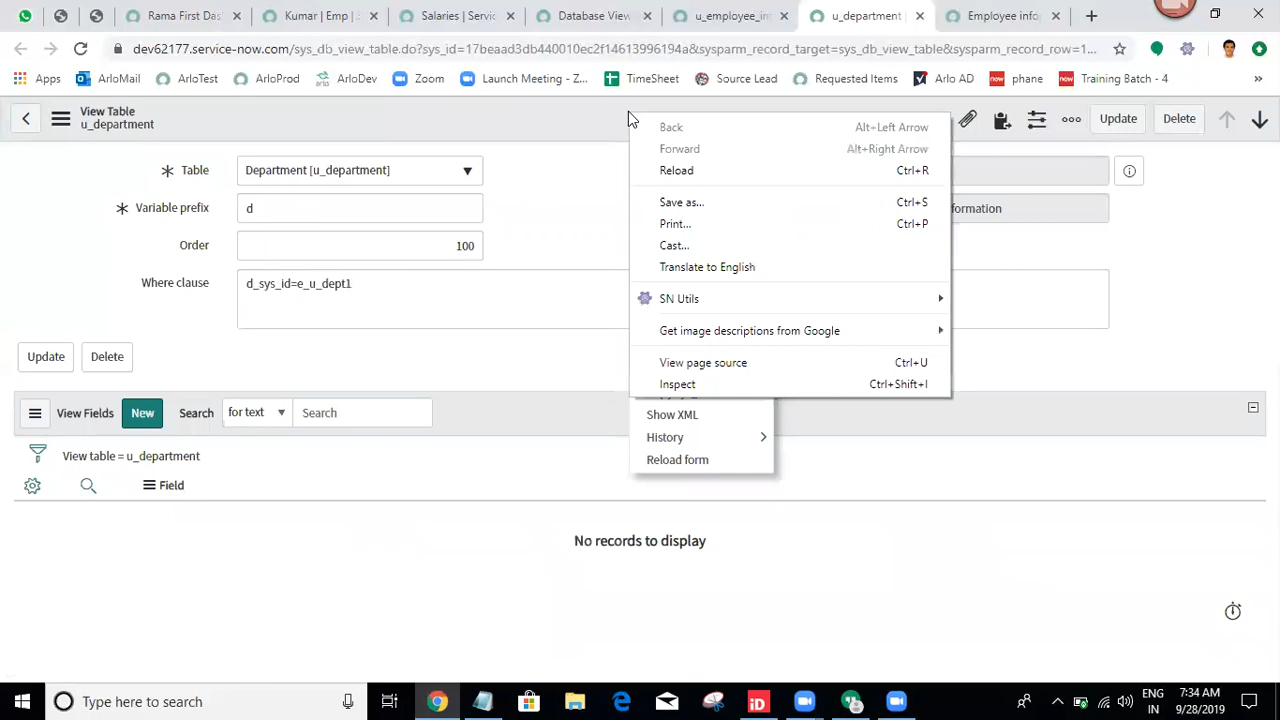 Rama First Das
Kumar | Emp | S
Salaries | Servic
Database View
u_employee_in
u_department |
Employee info
dev62177.service-now.com/sys_db_view_table.do?sys_id=17beaad3db440010ec2f14613996194a&sysparm_record_target=sys_db_view_table&sysparm_record_row=1...
Apps ArloMail ArloTest ArloProd ArloDev Zoom Launch Meeting - Z... TimeSheet Source Lead Requested Items Arlo AD now phane now Training Batch - 4 »
View Table
u_department
Update Delete
Table Department [u_department]
Variable prefix d
formation
Order 100
Where clause d_sys_id=e_u_dept1
Update Delete
Back Alt+Left Arrow
Forward Alt+Right Arrow
Reload Ctrl+R
Save as... Ctrl+S
Print... Ctrl+P
Cast...
Translate to English
SN Utils
Get image descriptions from Google
View page source Ctrl+U
Inspect Ctrl+Shift+I
Show XML
History
Reload form
View Fields New Search for text Search
View table = u_department
Field
No records to display
Type here to search
iD
ENG
IN
7:34 AM
9/28/2019